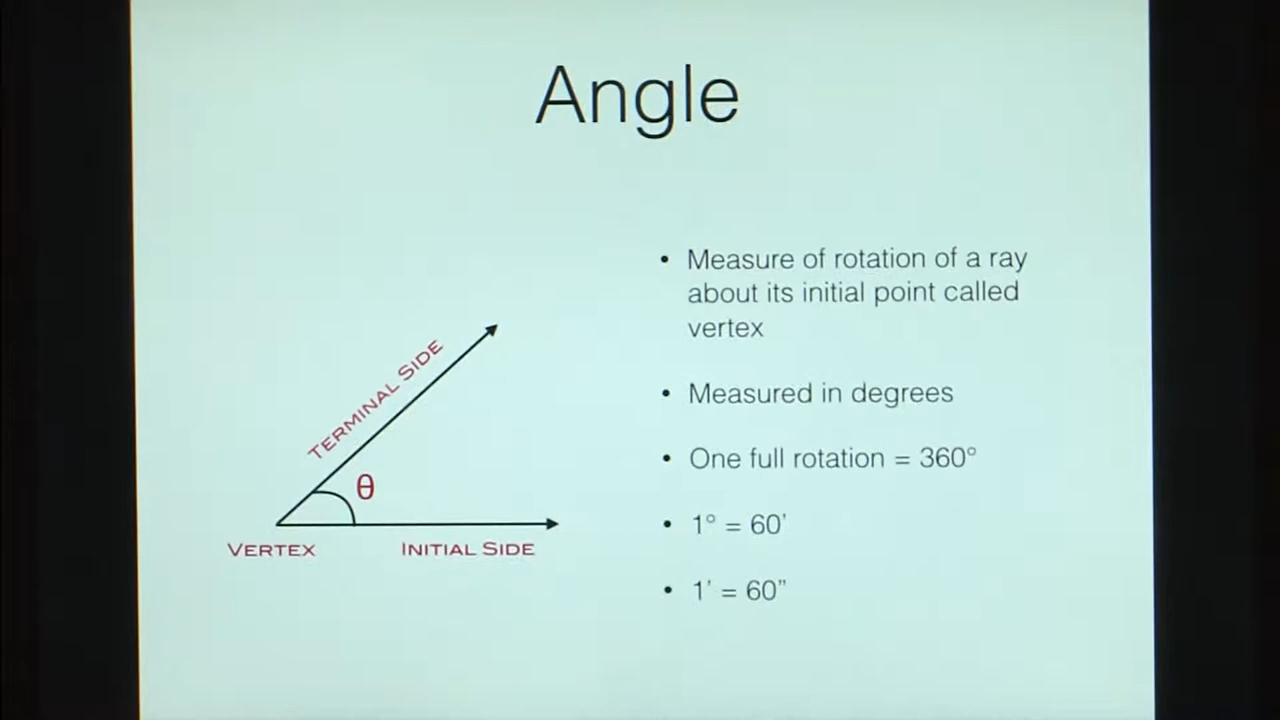 Angle
• Measure of rotation of a ray
about its initial point called
vertex
• Measured in degrees
• One full rotation = 360°
• 1° = 60’
• 1’ = 60”
TERMINAL SIDE
θ
VERTEX
INITIAL SIDE